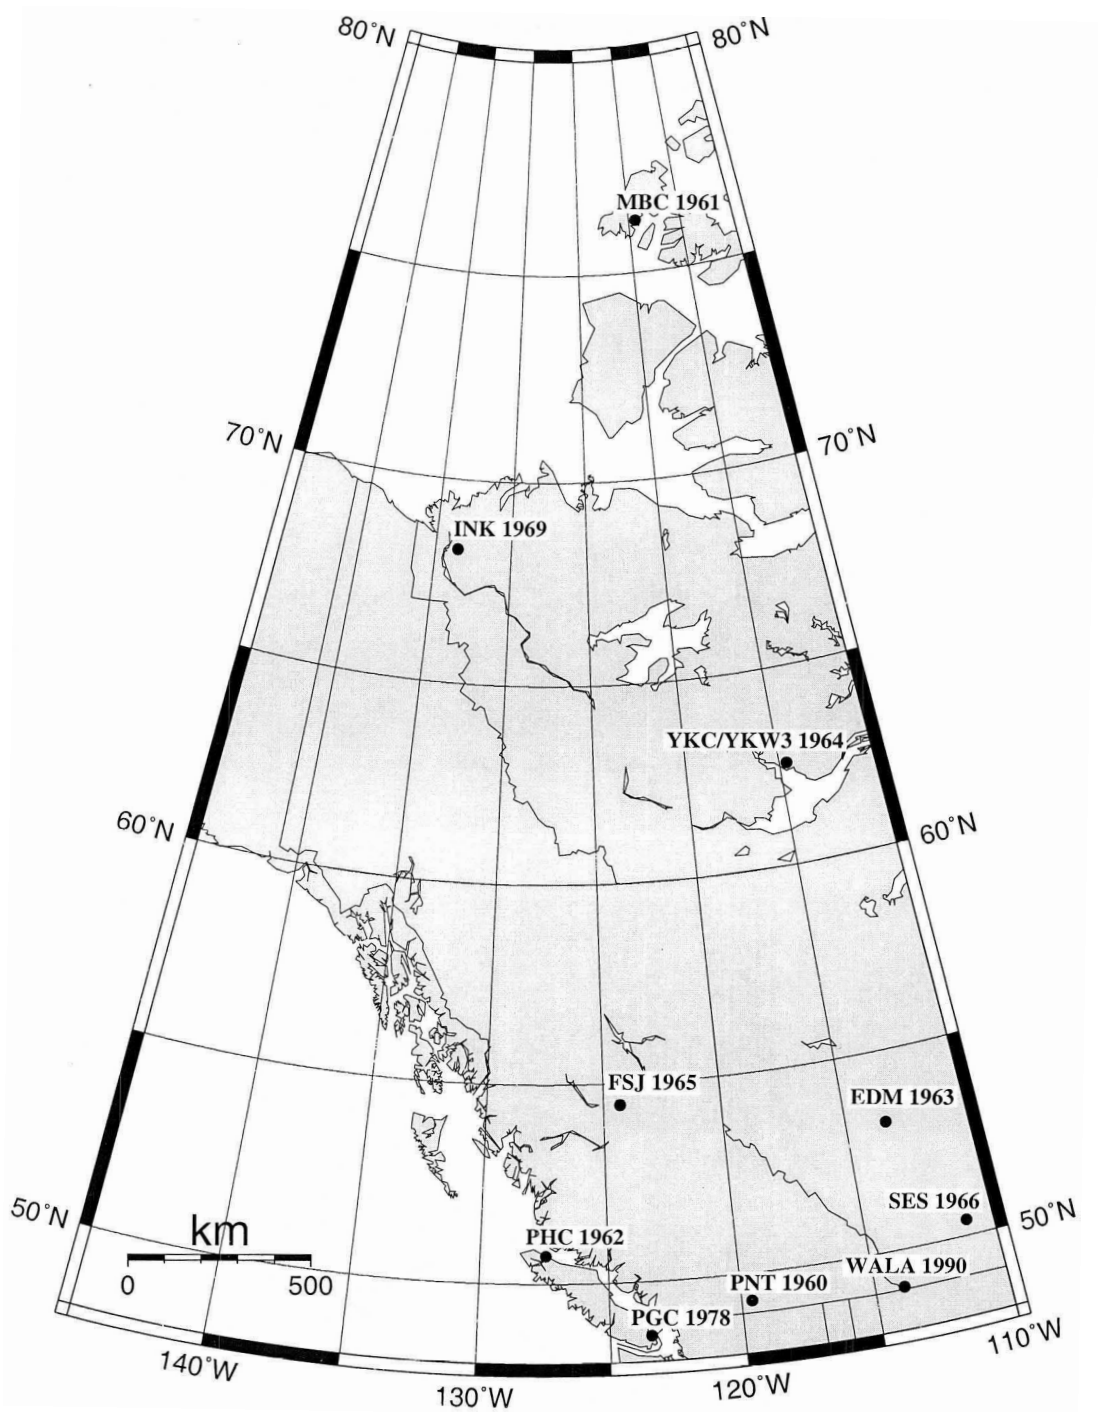 80°N
80°N
MBC 1961
70°N
70°N
INK 1969
YKC/YKW3 1964
60°N
60°N
FSJ 1965
EDM 1963
SES 1966
50°N
50°N
km
PHC 1962
WALA 1990
0
500
PNT 1960
PGC 1978
110°W
140°W
130°W
120°W